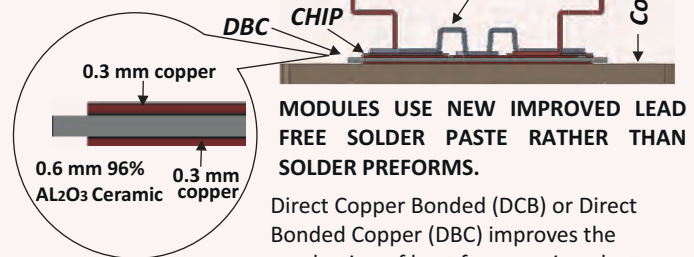 CHIP
DBC
0.3 mm copper
0.6 mm 96%
AL2O3 Ceramic
0.3 mm
copper
MODULES USE NEW IMPROVED LEAD
FREE SOLDER PASTE RATHER THAN
SOLDER PREFORMS.
Direct Copper Bonded (DCB) or Direct
Bonded Copper (DBC) improves the